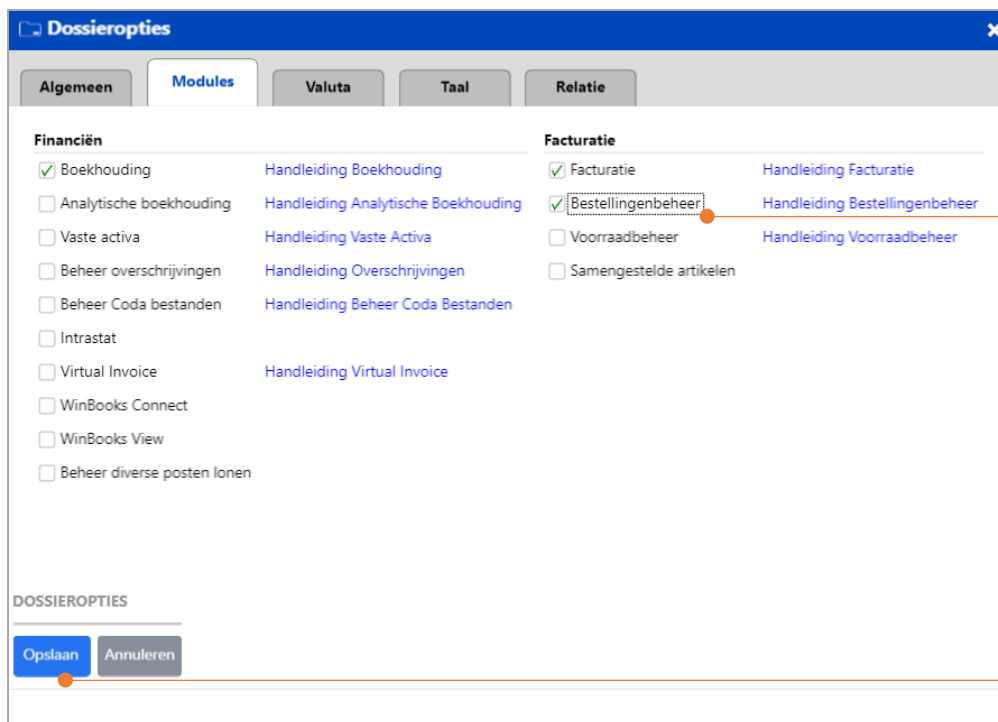 Dossieropties
Algemeen Modules Valuta Taal Relatie
Financiën
Boekhouding Handleiding Boekhouding
Analytische boekhouding Handleiding Analytische Boekhouding
Vaste activa Handleiding Vaste Activa
Beheer overschrijvingen Handleiding Overschrijvingen
Beheer Coda bestanden Handleiding Beheer Coda Bestanden
Intrastat
Virtual Invoice Handleiding Virtual Invoice
WinBooks Connect
WinBooks View
Beheer diverse posten lonen
Facturatie
Facturatie Handleiding Facturatie
Bestellingenbeheer Handleiding Bestellingenbeheer
Voorraadbeheer Handleiding Voorraadbeheer
Samengestelde artikelen
DOSSIEROPTIES
Opslaan Annuleren